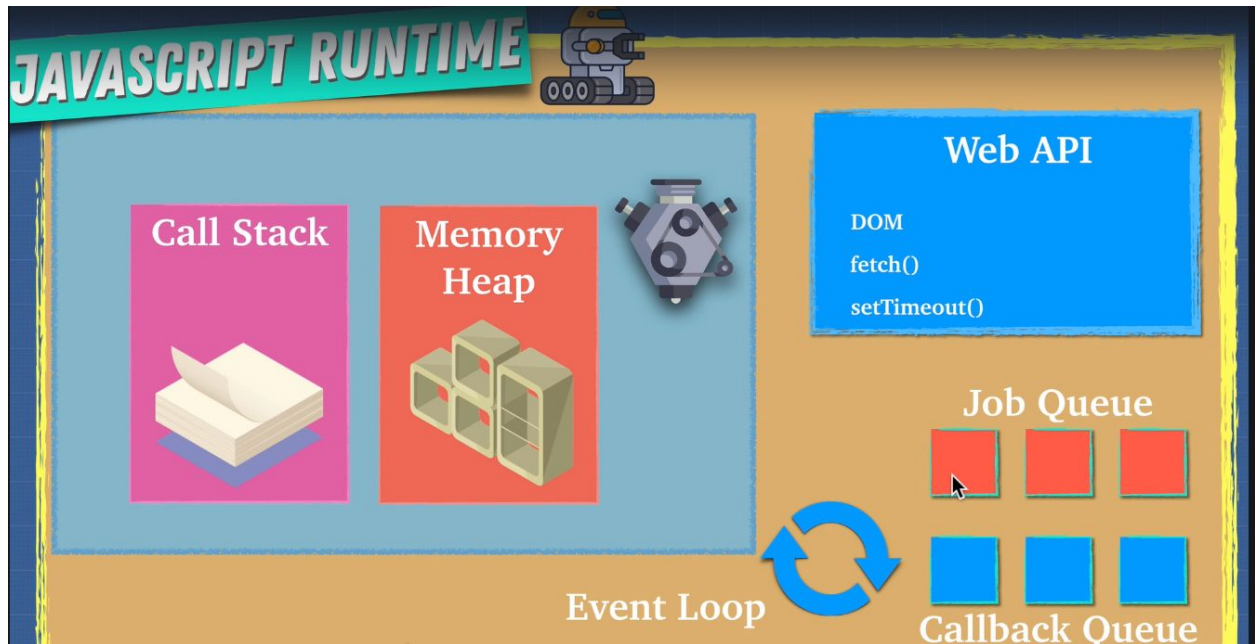 JAVASCRIPT RUNTIME
Call Stack
Memory
Heap
Web API
DOM
fetch()
setTimeout()
Job Queue
Event Loop
Callback Queue